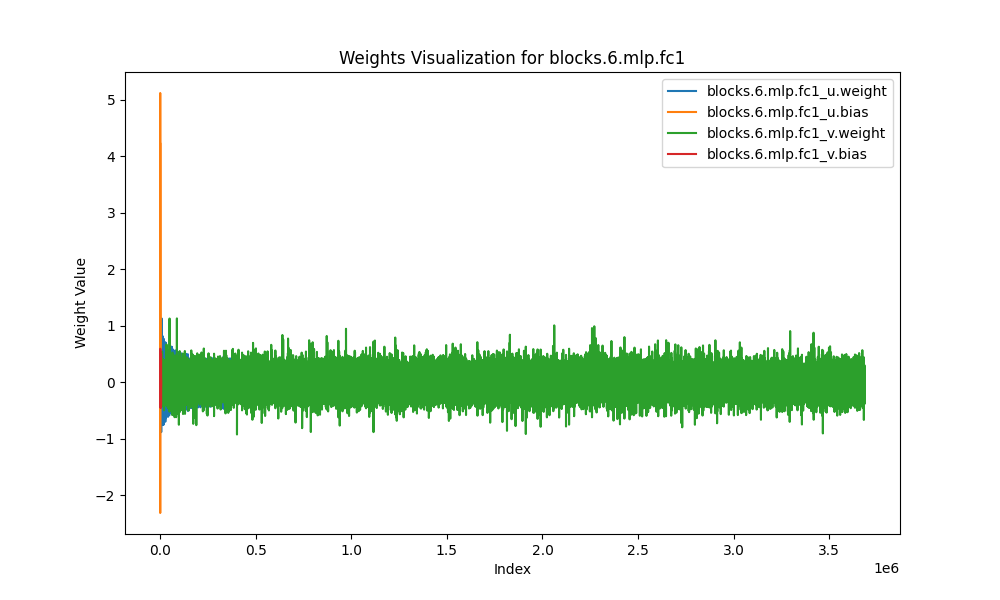 Weights Visualization for blocks.6.mlp.fc1
blocks.6.mlp.fc1_u.weight
blocks.6.mlp.fc1_u.bias
blocks.6.mlp.fc1_v.weight
blocks.6.mlp.fc1_v.bias
Weight Value
5
4
3
2
1
0
−1
−2
0.0 0.5 1.0 1.5 2.0 2.5 3.0 3.5
1e6
Index